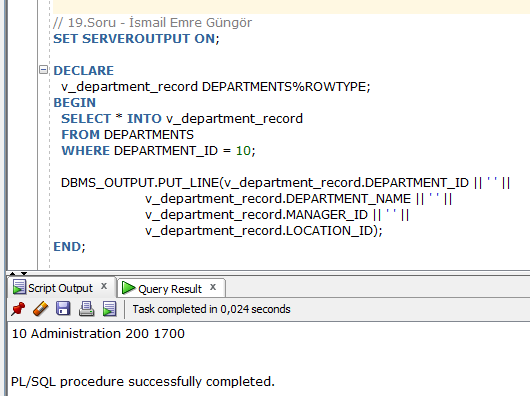 // 19.Soru - İsmail Emre Güngör
SET SERVEROUTPUT ON;
DECLARE
v_department_record DEPARTMENTS%ROWTYPE;
BEGIN
SELECT * INTO v_department_record
FROM DEPARTMENTS
WHERE DEPARTMENT_ID = 10;
DBMS_OUTPUT.PUT_LINE(v_department_record.DEPARTMENT_ID || ' ' ||
v_department_record.DEPARTMENT_NAME || ' ' ||
v_department_record.MANAGER_ID || ' ' ||
v_department_record.LOCATION_ID);
END;
Script Output x Query Result x
Task completed in 0,024 seconds
10 Administration 200 1700
PL/SQL procedure successfully completed.